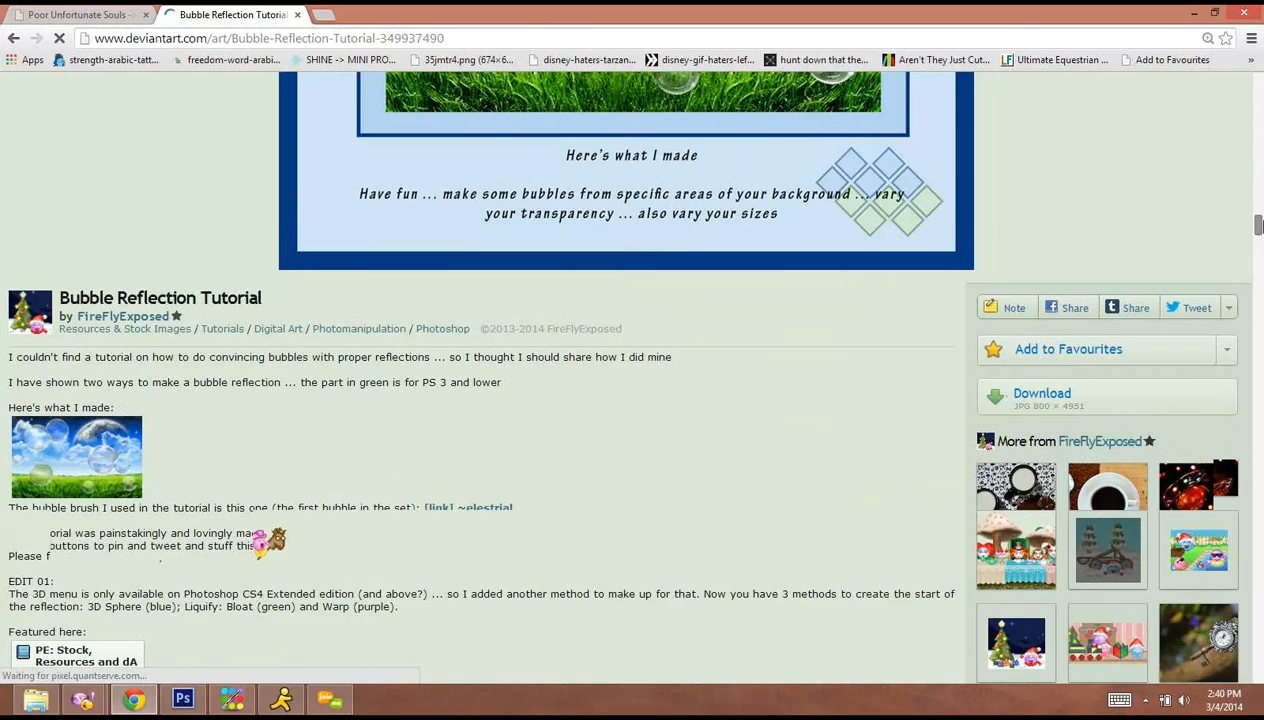 Poor Unfortunate Souls -
Bubble Reflection Tutorial
www.deviantart.com/art/Bubble-Reflection-Tutorial-349937490
Apps
strength-arabic-tatt...
freedom-word-arabi...
SHINE -> MINI PRO...
35jmtr4.png (674×6...
disney-haters-tarzan...
disney-gif-haters-lef...
hunt down that the...
Aren't They Just Cut...
LF
Ultimate Equestrian ...
Add to Favourites
»
Here's what I made
Have fun ... make some bubbles from specific areas of your background ... vary
your transparency ... also vary your sizes
Bubble Reflection Tutorial
by FireFlyExposed
Resources & Stock Images / Tutorials / Digital Art / Photomanipulation / Photoshop ©2013-2014 FireFlyExposed
Note
Share
Share
Tweet
I couldn't find a tutorial on how to do convincing bubbles with proper reflections ... so I thought I should share how I did mine
Add to Favourites
I have shown two ways to make a bubble reflection ... the part in green is for PS 3 and lower
Download
JPG 800 × 4951
Here's what I made:
More from FireFlyExposed
The bubble brush I used in the tutorial is this one (the first bubble in the set): [link] ~elestrial
orial was painstakingly and lovingly ma
buttons to pin and tweet and stuff this
Please f
EDIT 01:
The 3D menu is only available on Photoshop CS4 Extended edition (and above?) ... so I added another method to make up for that. Now you have 3 methods to create the start of
the reflection: 3D Sphere (blue); Liquify: Bloat (green) and Warp (purple).
Featured here:
PE: Stock,
Resources and dA
Waiting for pixel.quantserve.com...
Ps
2:40 PM
3/4/2014